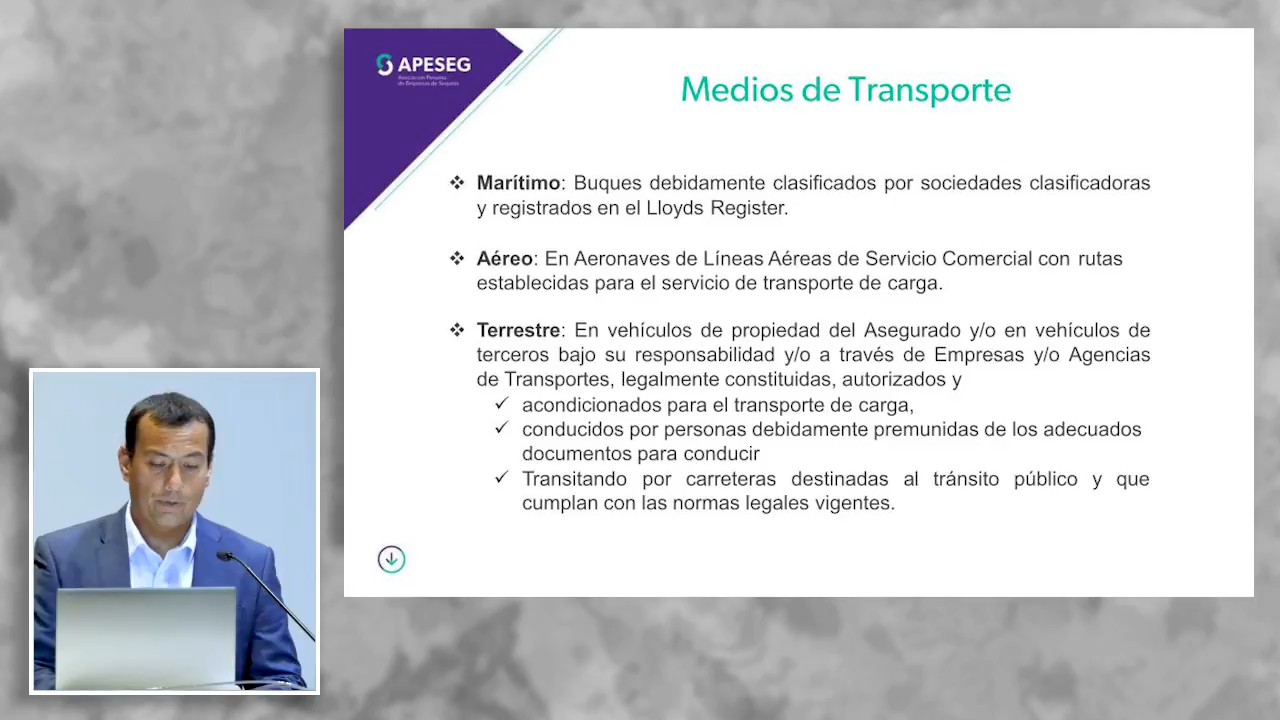 APESEG
Asociación Peruana
de Empresas de Seguros
Medios de Transporte
❖ Marítimo: Buques debidamente clasificados por sociedades clasificadoras
y registrados en el Lloyds Register.
❖ Aéreo: En Aeronaves de Líneas Aéreas de Servicio Comercial con rutas
establecidas para el servicio de transporte de carga.
❖ Terrestre: En vehículos de propiedad del Asegurado y/o en vehículos de
terceros bajo su responsabilidad y/o a través de Empresas y/o Agencias
de Transportes, legalmente constituidas, autorizados y
✓ acondicionados para el transporte de carga,
✓ conducidos por personas debidamente premunidas de los adecuados
documentos para conducir
✓ Transitando por carreteras destinadas al tránsito público y que
cumplan con las normas legales vigentes.